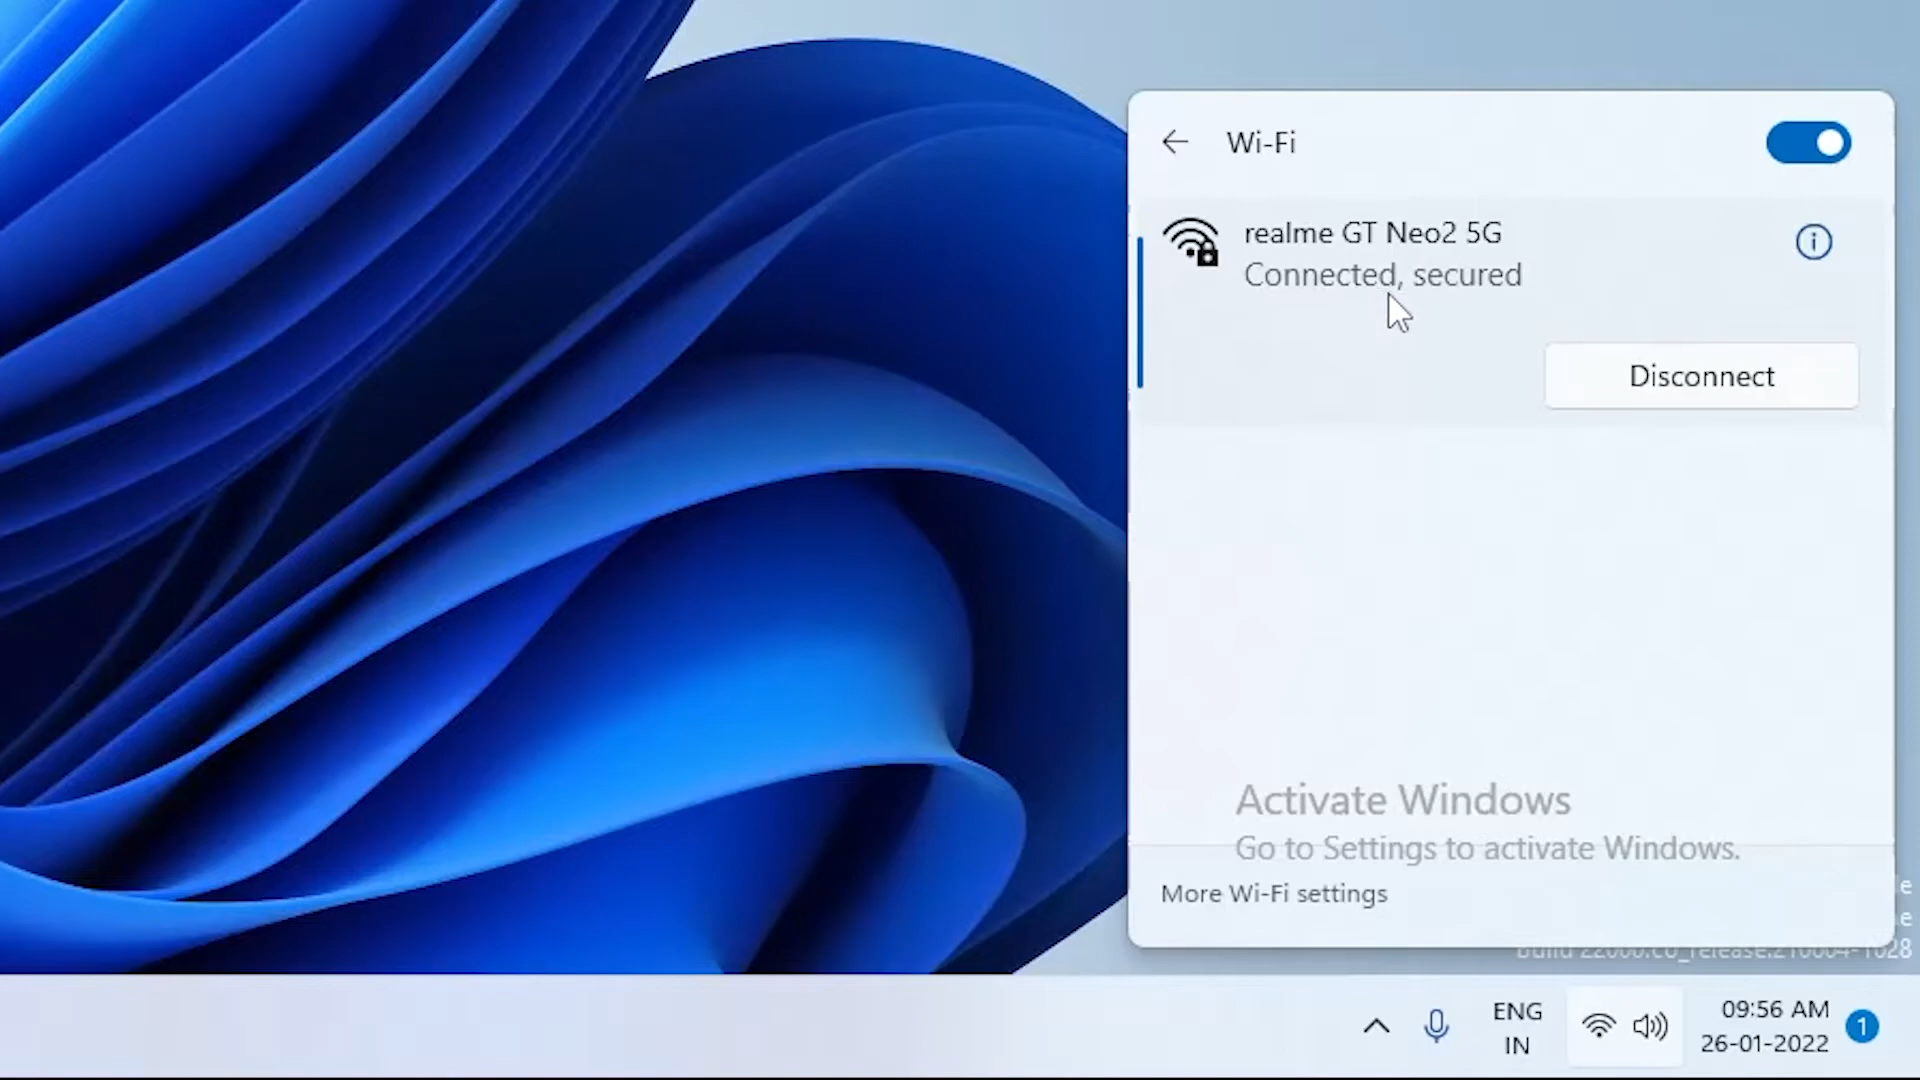 Wi-Fi
realme GT Neo2 5G
Connected, secured
Disconnect
Activate Windows
Go to Settings to activate Windows.
More Wi-Fi settings
ENG
IN
09:56 AM
26-01-2022
1